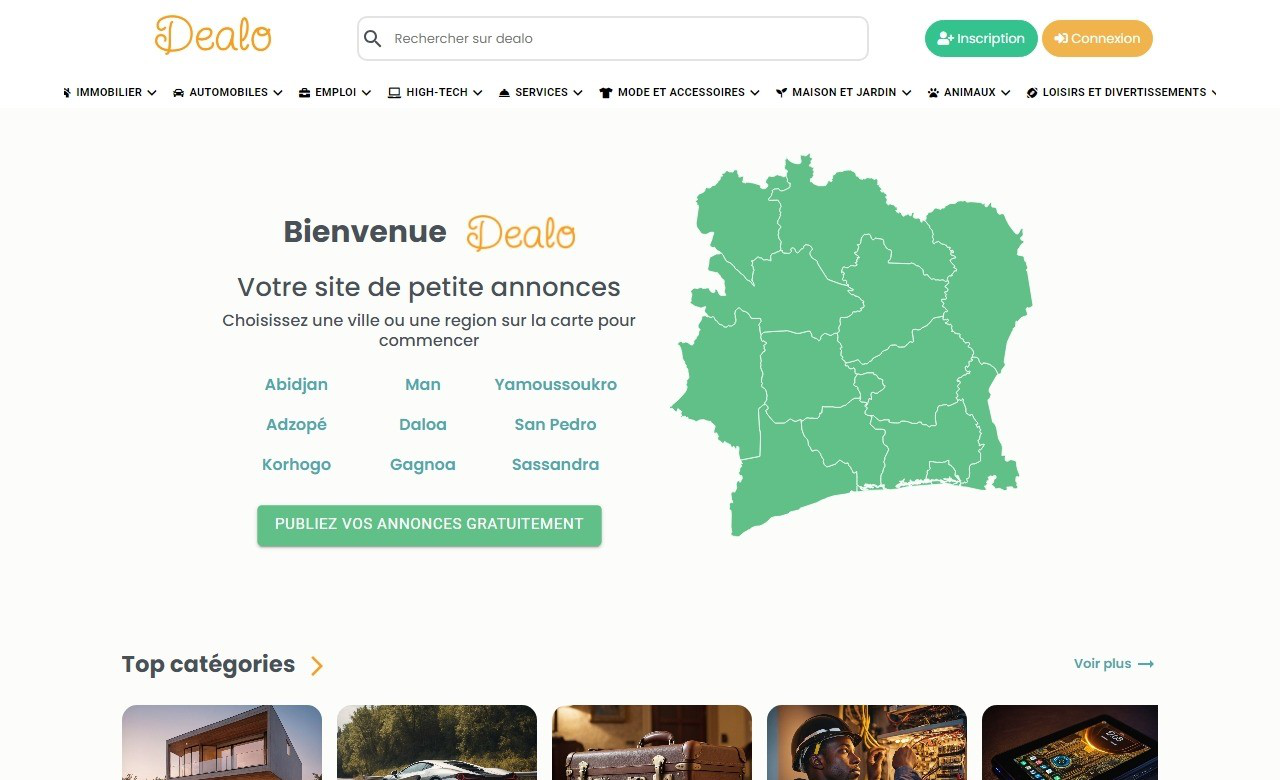 Dealo
Rechercher sur dealo
Inscription
Connexion
IMMOBILIER
AUTOMOBILES
EMPLOI
HIGH-TECH
SERVICES
MODE ET ACCESSOIRES
MAISON ET JARDIN
ANIMAUX
LOISIRS ET DIVERTISSEMENTS
Bienvenue Dealo
Votre site de petite annonces
Choisissez une ville ou une region sur la carte pour
commencer
Abidjan Man Yamoussoukro
Adzopé Daloa San Pedro
Korhogo Gagnoa Sassandra
PUBLIEZ VOS ANNONCES GRATUITEMENT
Top catégories
Voir plus